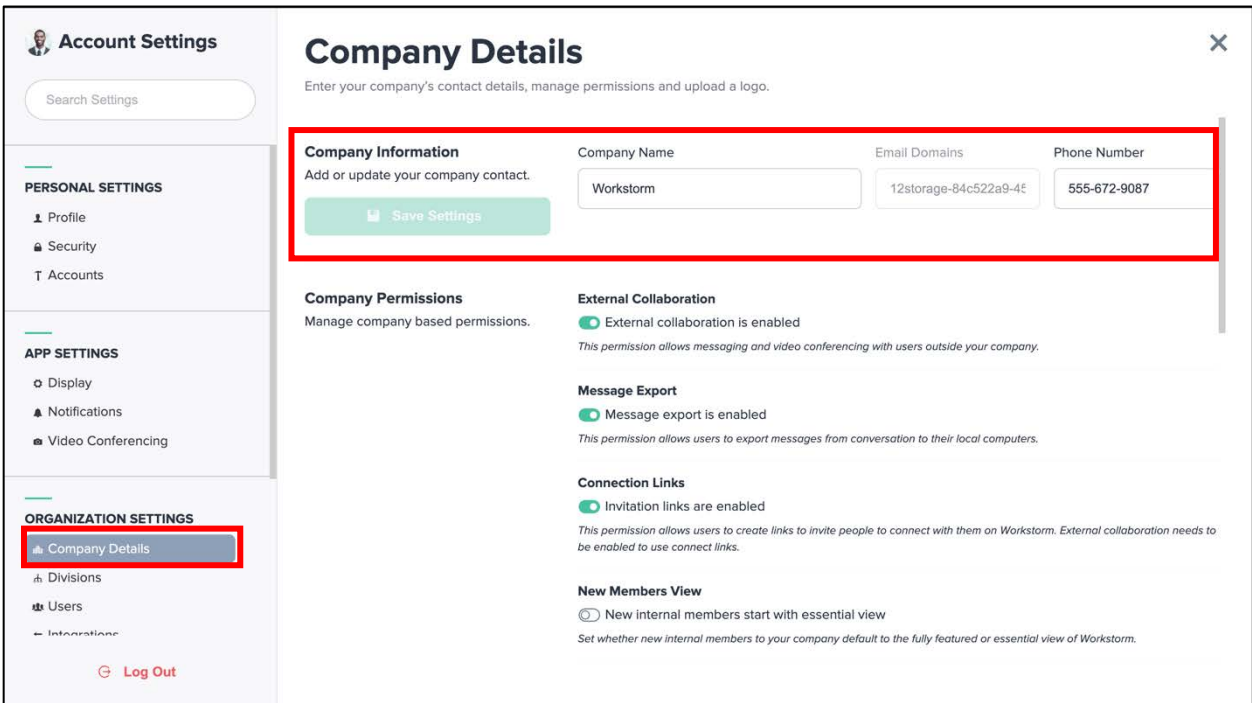 Account Settings
Search Settings
PERSONAL SETTINGS
Profile
Security
Accounts
APP SETTINGS
Display
Notifications
Video Conferencing
ORGANIZATION SETTINGS
Company Details
Divisions
Users
Integrations
Log Out
Company Details
Enter your company's contact details, manage permissions and upload a logo.
Company Information
Add or update your company contact.
Save Settings
Company Name
Workstorm
Email Domains
12storage-84c522a9-45
Phone Number
555-672-9087
Company Permissions
Manage company based permissions.
External Collaboration
External collaboration is enabled
This permission allows messaging and video conferencing with users outside your company.
Message Export
Message export is enabled
This permission allows users to export messages from conversation to their local computers.
Connection Links
Invitation links are enabled
This permission allows users to create links to invite people to connect with them on Workstorm. External collaboration needs to
be enabled to use connect links.
New Members View
New internal members start with essential view
Set whether new internal members to your company default to the fully featured or essential view of Workstorm.